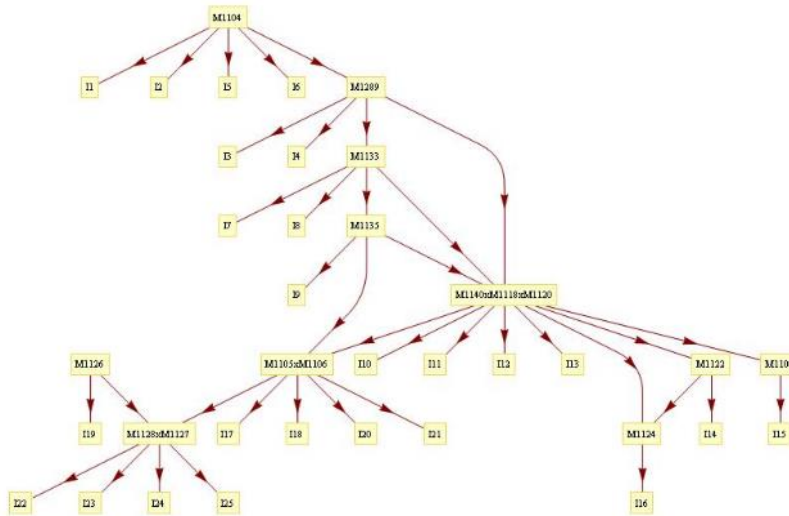 M1104
I1 I2 I5 I6 M1289
I3 I4 M1133
I7 I8 M1135
I9 M1140xM1118xM1120
M1126 M1105xM1106 I10 I11 I12 I13 M1122 M110
I19 M1128xM1127 I17 I18 I20 I21 M1124 I14 I15
I22 I23 I24 I25 I16